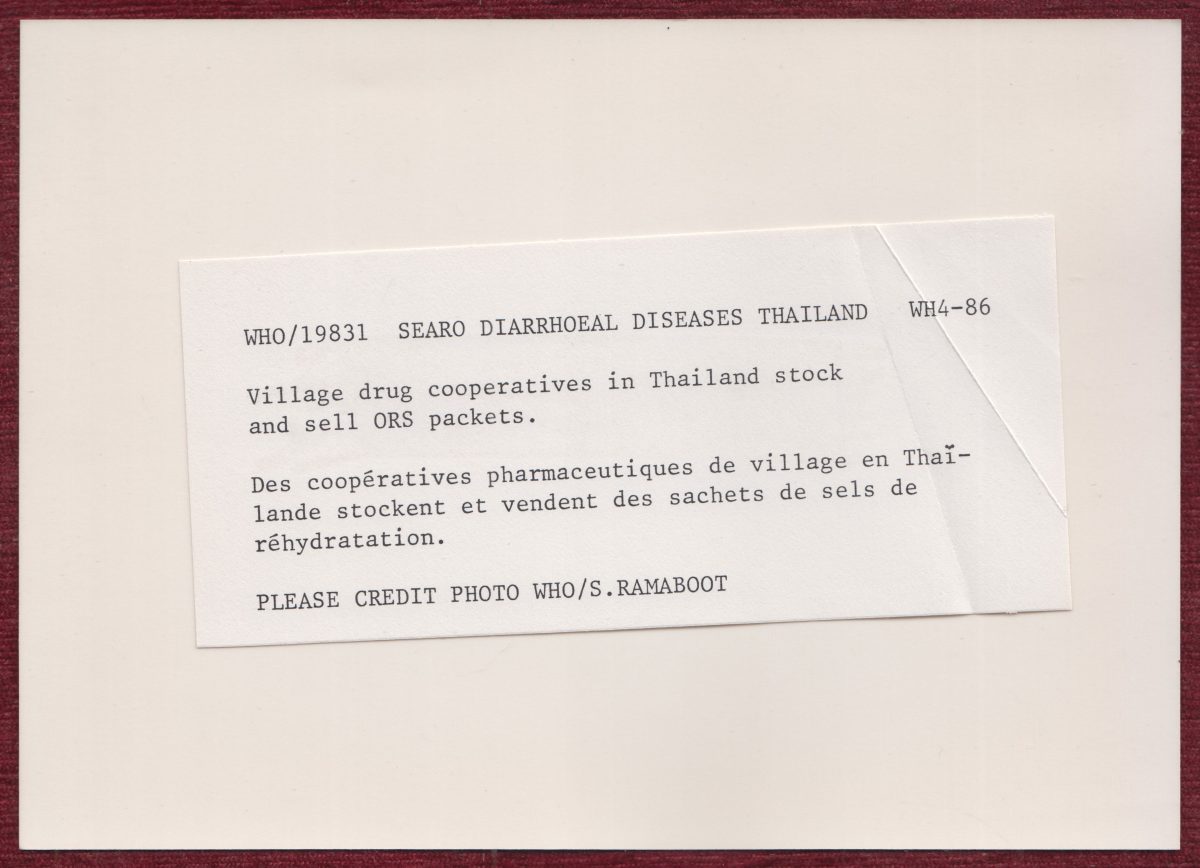 WHO/19831 SEARO DIARRHOEAL DISEASES THAILAND WH4-86
Village drug cooperatives in Thailand stock
and sell ORS packets.
Des coopératives pharmaceutiques de village en Thaï-
lande stockent et vendent des sachets de sels de
réhydratation.
PLEASE CREDIT PHOTO WHO/S.RAMABOOT